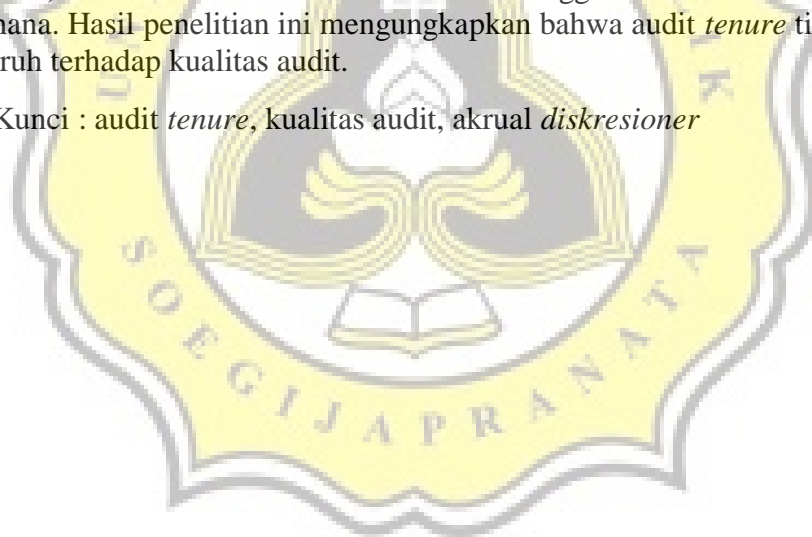 ana. Hasil penelitian ini mengungkapkan bahwa audit tenure ti
ruh terhadap kualitas audit.
Kunci : audit tenure, kualitas audit, akrual diskresioner
SOEGIJAPRANATA